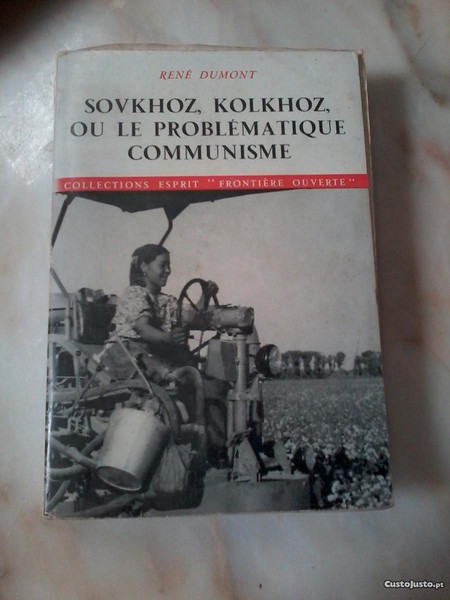 RENÉ DUMONT
SOVKHOZ, KOLKHOZ,
OU LE PROBLÉMATIQUE
COMMUNISME
COLLECTIONS ESPRIT "FRONTIÈRE OUVERTE"
CustoJusto.pt